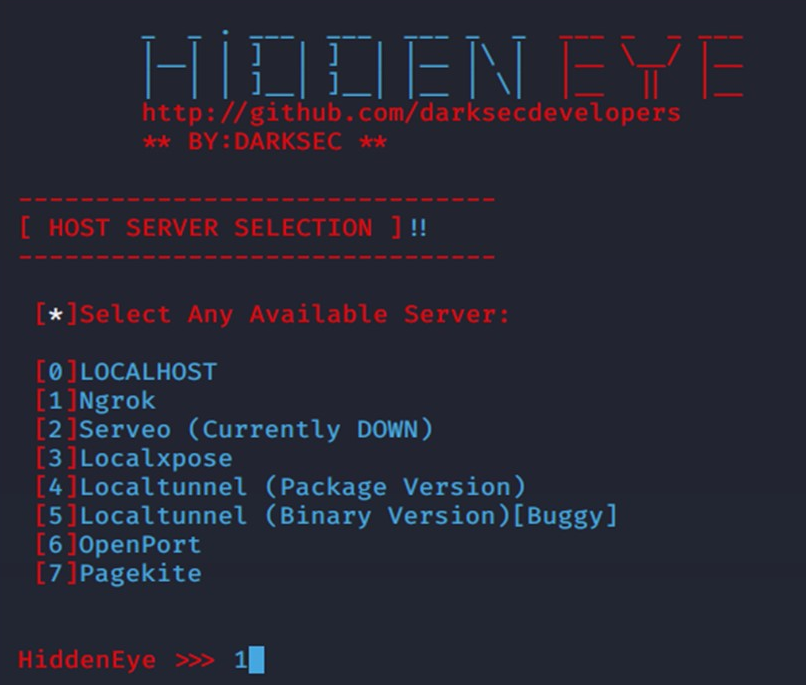 HiDDEN EYE
http://github.com/darksecdevelopers
** BY:DARKSEC **
-------------------------------
[ HOST SERVER SELECTION ]!!
-------------------------------
[*]Select Any Available Server:
[0]LOCALHOST
[1]Ngrok
[2]Serveo (Currently DOWN)
[3]Localxpose
[4]Localtunnel (Package Version)
[5]Localtunnel (Binary Version)[Buggy]
[6]OpenPort
[7]Pagekite
HiddenEye >>> 1